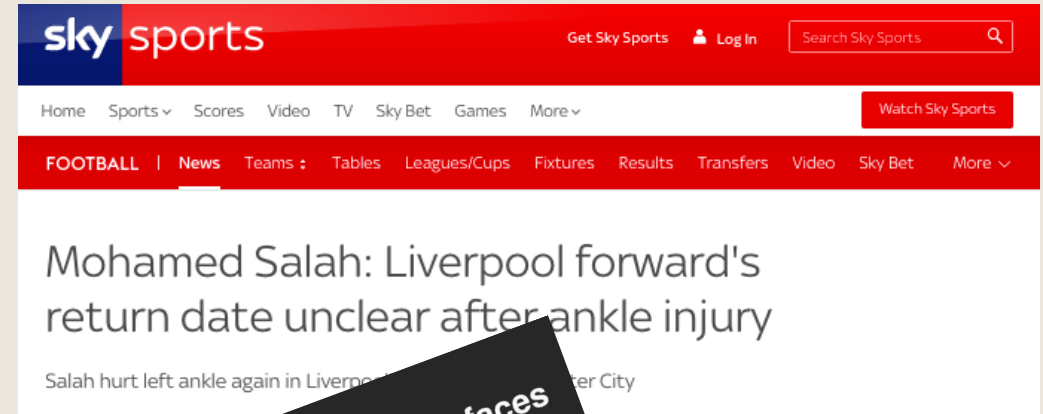 sky sports
Get Sky Sports Log In Search Sky Sports
Home Sports Scores Video TV Sky Bet Games More
Watch Sky Sports
FOOTBALL | News Teams Tables Leagues/Cups Fixtures Results Transfers Video Sky Bet More
Mohamed Salah: Liverpool forward's
return date unclear after ankle injury
Salah hurt left ankle again in City